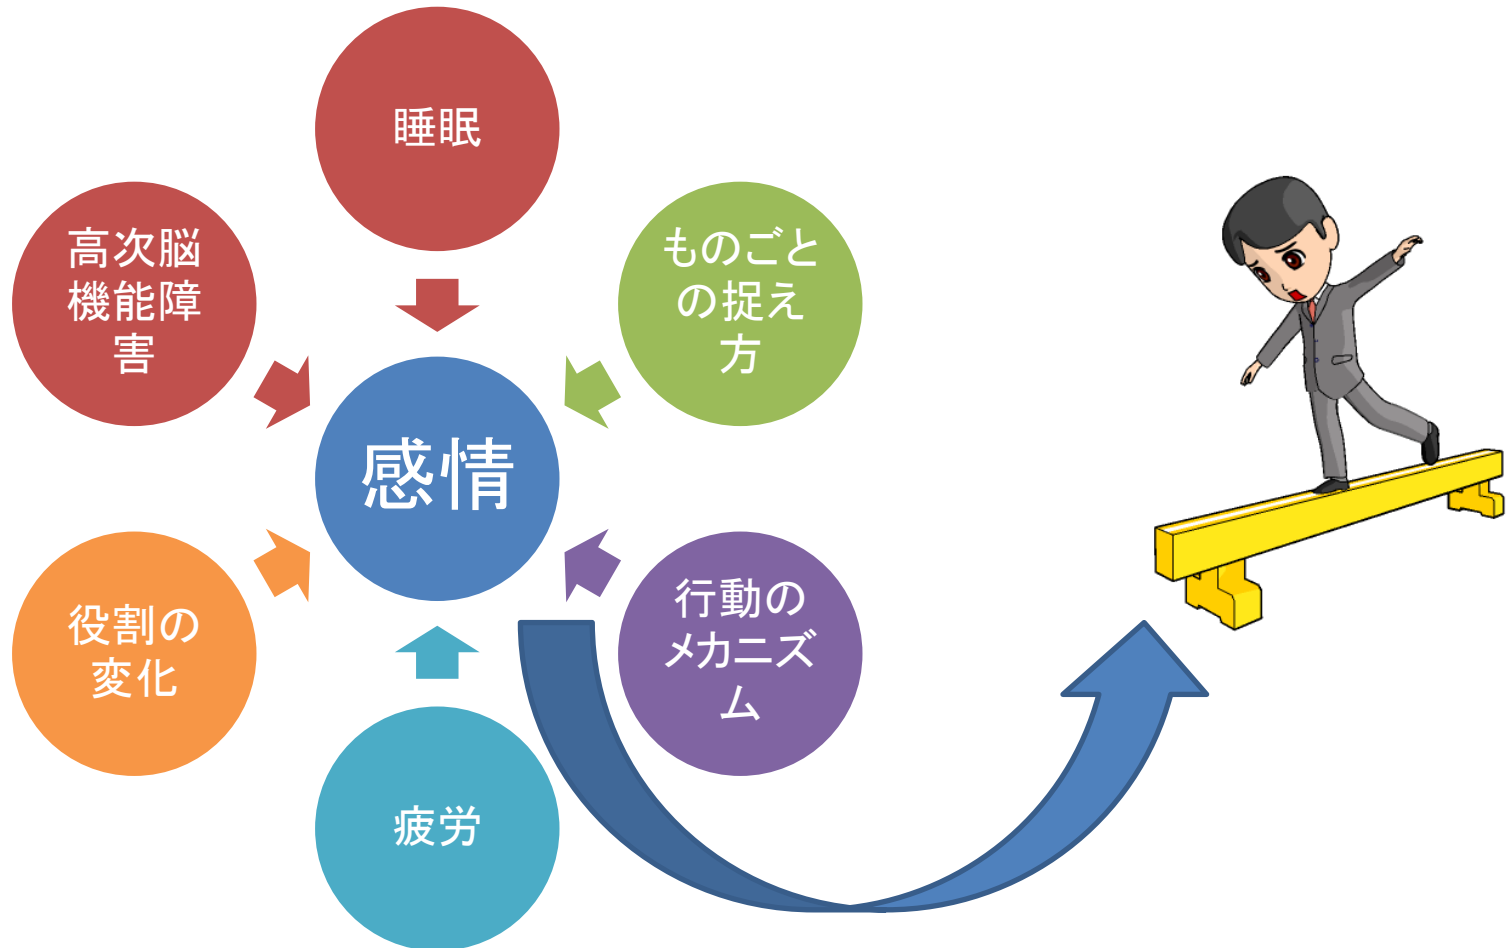 睡眠
高次脳
機能障
害
ものごと
の捉え
方
感情
役割の
変化
行動の
メカニズ
ム
疲労